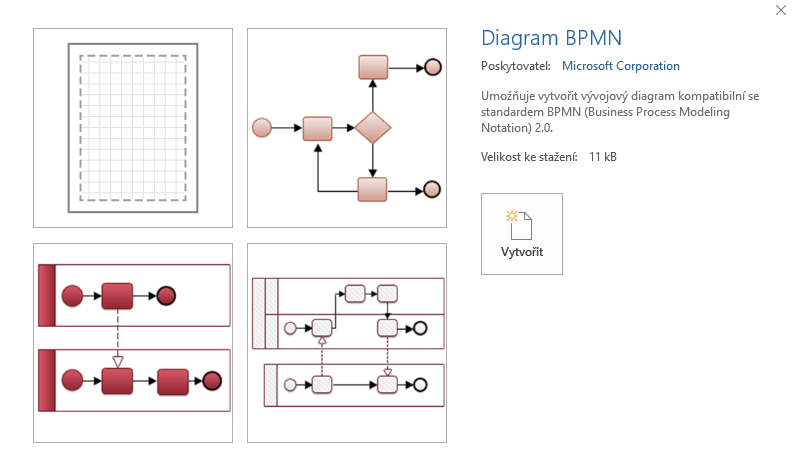 Diagram BPMN
Poskytovatel: Microsoft Corporation
Umožňuje vytvořit vývojový diagram kompatibilní se
standardem BPMN (Business Process Modeling
Notation) 2.0.
Velikost ke stažení: 11 kB
Vytvořit